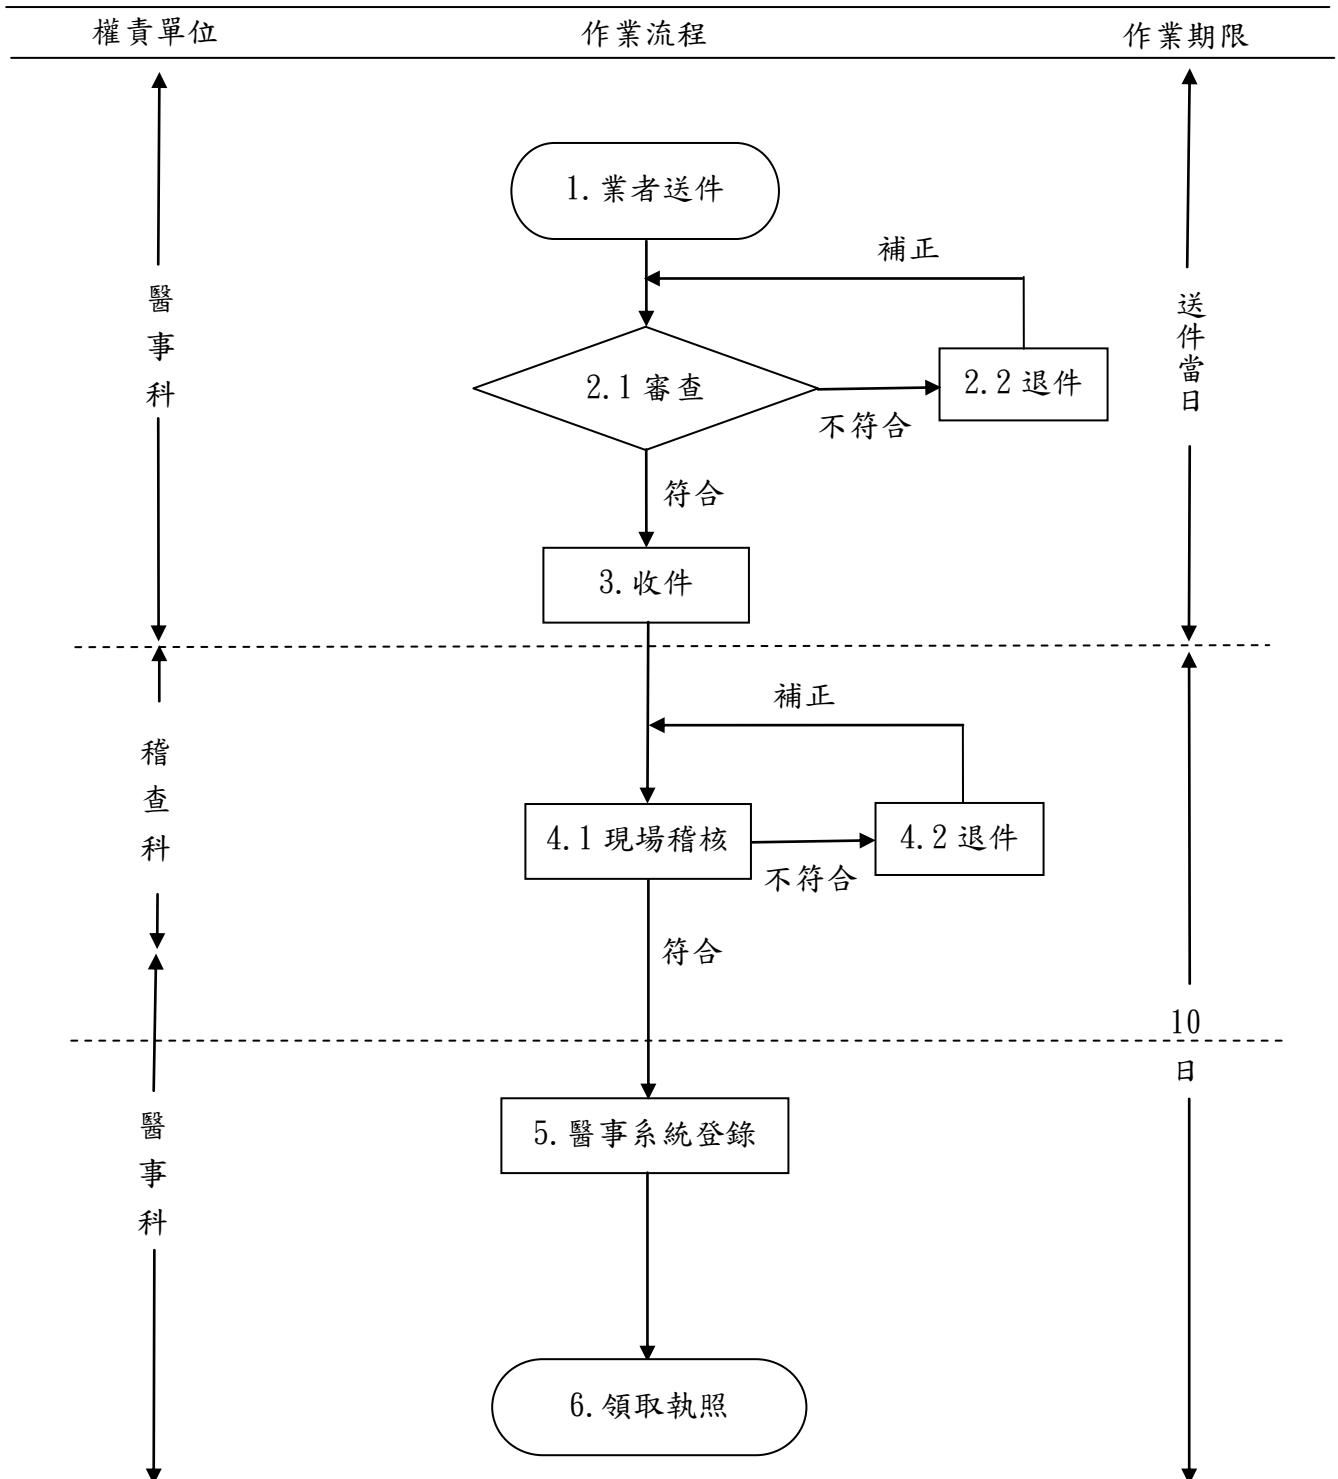 權責單位 作業流程 作業期限
1.業者送件
補正
醫事科
送件當日
2.1審查
2.2退件
不符合
符合
3.收件
補正
稽查科
4.1現場稽核
4.2退件
不符合
符合
10日
5.醫事系統登錄
醫事科
6.領取執照